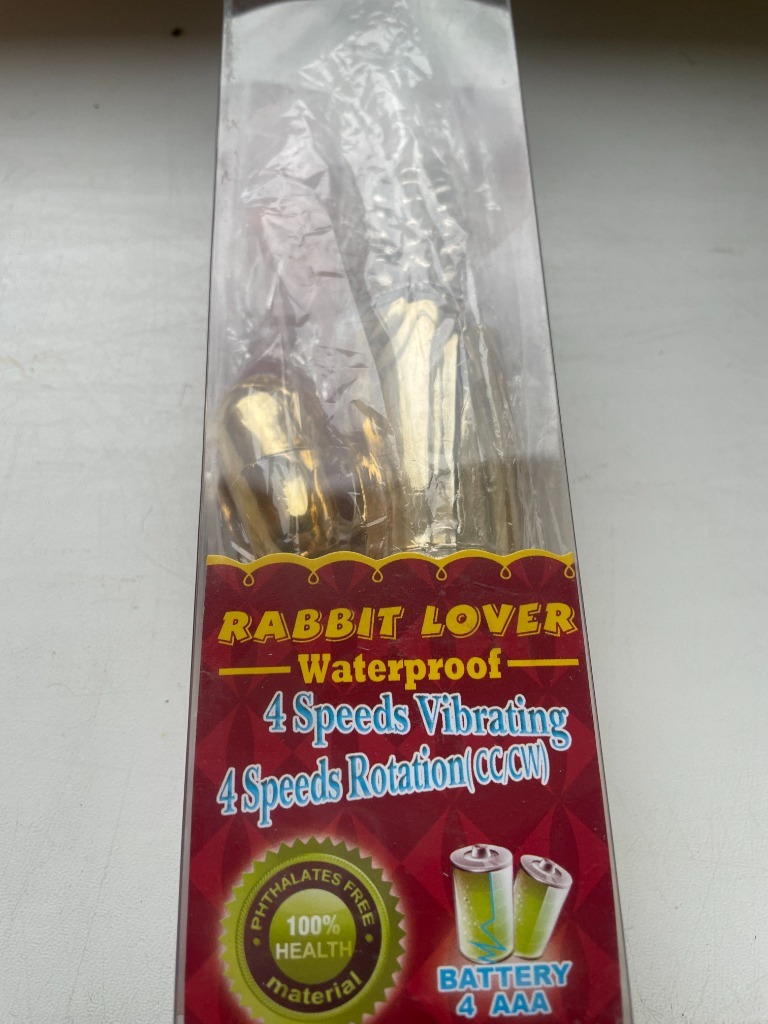 RABBIT LOVER
Waterproof
4 Speeds Vibrating
4 Speeds Rotation(CC/CW)
PHTHALATES FREE
100%
HEALTH
material
BATTERY
4 AAA